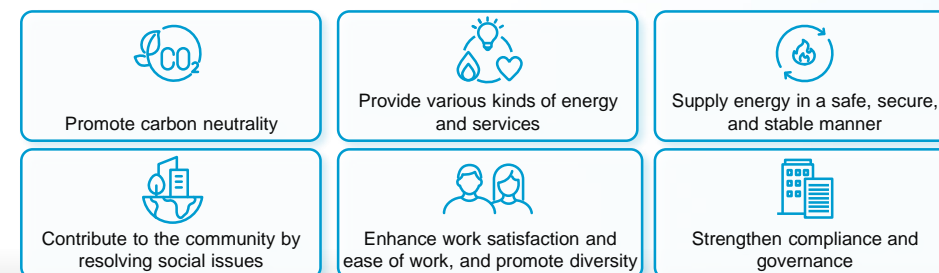 CO2
Promote carbon neutrality
Provide various kinds of energy
and services
Supply energy in a safe, secure,
and stable manner
Contribute to the community by
resolving social issues
Enhance work satisfaction and
ease of work, and promote diversity
Strengthen compliance and
governance